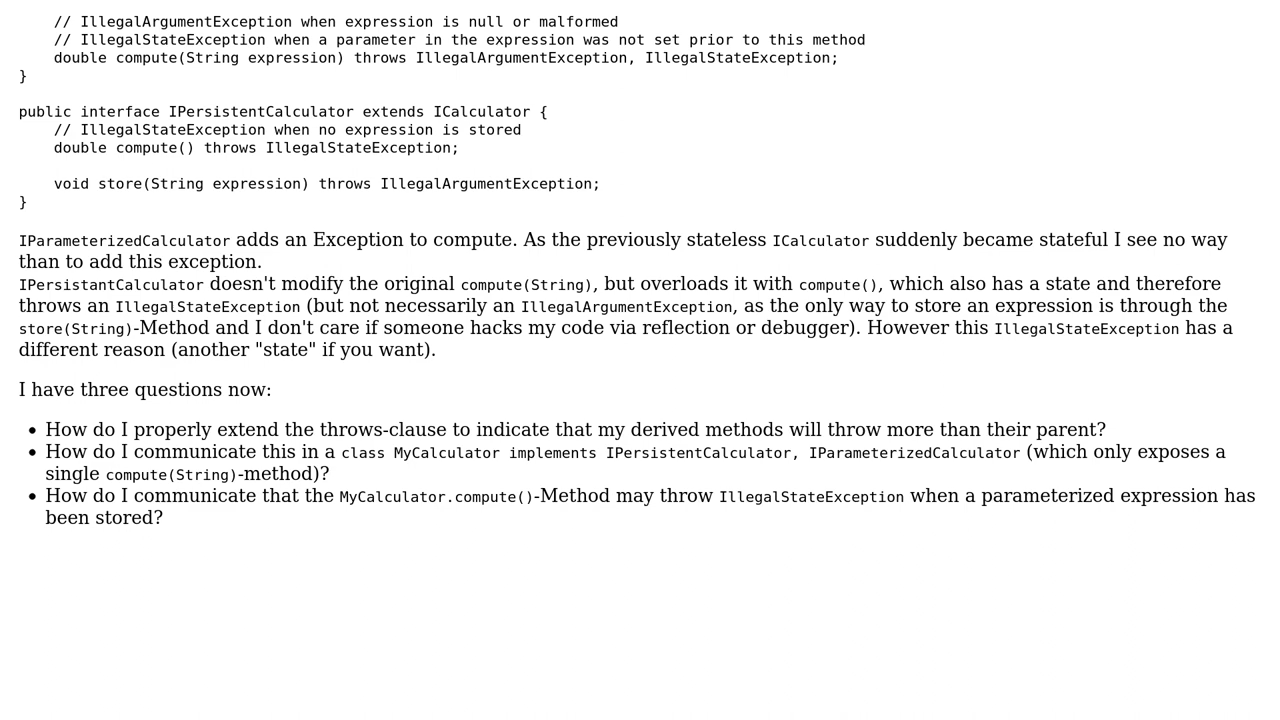 // IllegalArgumentException when expression is null or malformed
// IllegalStateException when a parameter in the expression was not set prior to this method
double compute(String expression) throws IllegalArgumentException, IllegalStateException;
}
public interface IPersistentCalculator extends ICalculator {
// IllegalStateException when no expression is stored
double compute() throws IllegalStateException;
void store(String expression) throws IllegalArgumentException;
}
IParameterizedCalculator adds an Exception to compute. As the previously stateless ICalculator suddenly became stateful I see no way
than to add this exception.
IPersistantCalculator doesn't modify the original compute(String), but overloads it with compute(), which also has a state and therefore
throws an IllegalStateException (but not necessarily an IllegalArgumentException, as the only way to store an expression is through the
store(String)-Method and I don't care if someone hacks my code via reflection or debugger). However this IllegalStateException has a
different reason (another "state" if you want).
I have three questions now:
• How do I properly extend the throws-clause to indicate that my derived methods will throw more than their parent?
• How do I communicate this in a class MyCalculator implements IPersistentCalculator, IParameterizedCalculator (which only exposes a
single compute(String)-method)?
• How do I communicate that the MyCalculator.compute()-Method may throw IllegalStateException when a parameterized expression has
been stored?